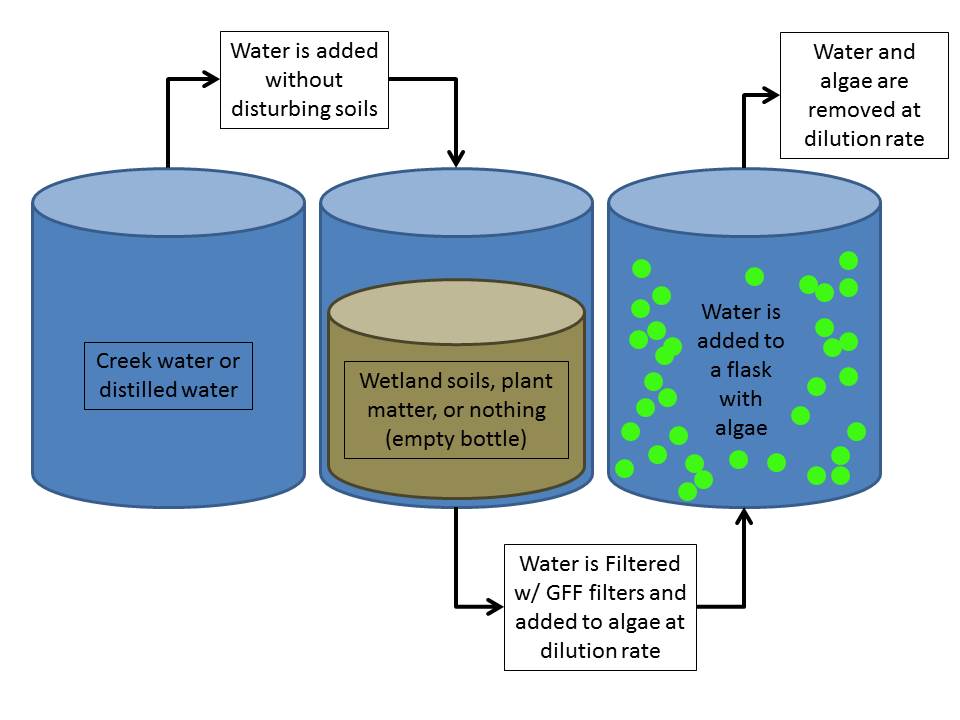 Water is added
without
disturbing soils
Water and
algae are
removed at
dilution rate
Creek water or
distilled water
Wetland soils, plant
matter, or nothing
(empty bottle)
Water is
added to
a flask
with
algae
Water is Filtered
w/ GFF filters and
added to algae at
dilution rate